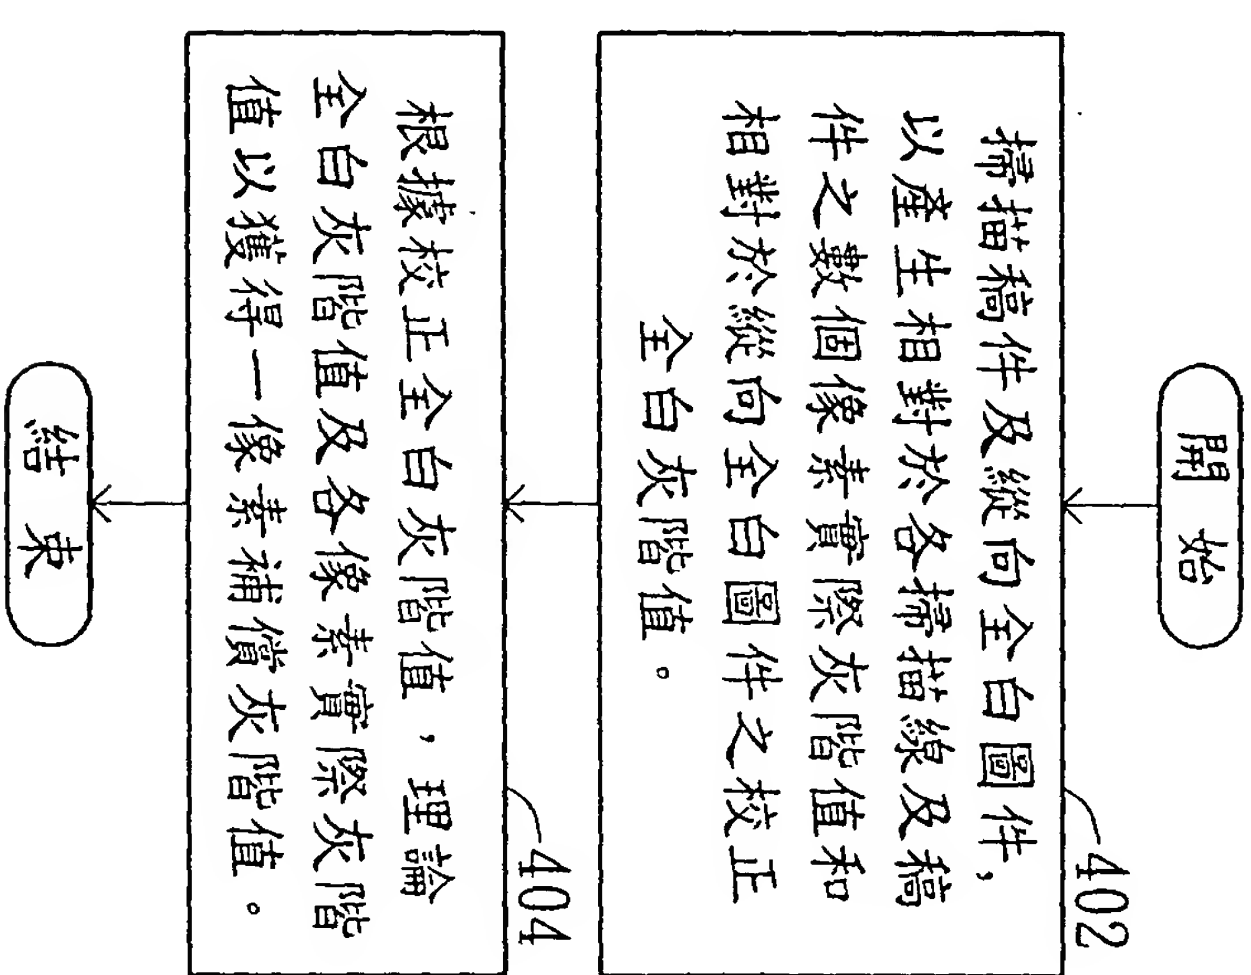 開始
402
掃描稿件及縱向全白圖件,
以產生相對於各掃描線及稿
件之數個像素實際灰階值和
相對於縱向全白圖件之校正
全白灰階值。
404
根據校正全白灰階值，理論
全白灰階值及各像素實際灰階
值以獲得一像素補償灰階值。
結束